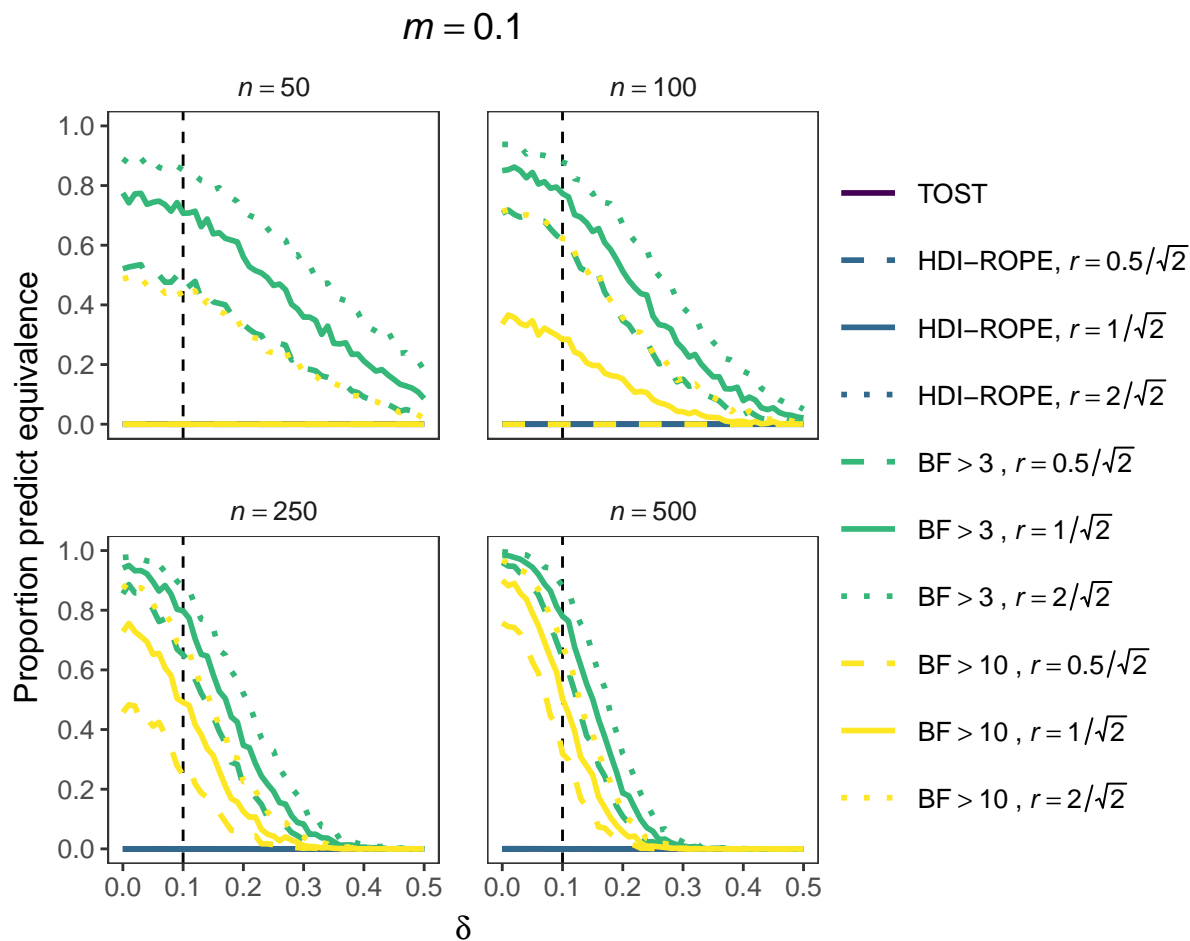 m = 0.1
n = 50
n = 100
1.0
0.8
0.6
0.4
0.2
0.0
n = 250
n = 500
1.0
0.8
0.6
0.4
0.2
0.0
0.0 0.1 0.2 0.3 0.4 0.5
0.0 0.1 0.2 0.3 0.4 0.5
Proportion predict equivalence
δ
TOST
HDI−ROPE, r = 0.5/√2
HDI−ROPE, r = 1/√2
HDI−ROPE, r = 2/√2
BF > 3 , r = 0.5/√2
BF > 3 , r = 1/√2
BF > 3 , r = 2/√2
BF > 10 , r = 0.5/√2
BF > 10 , r = 1/√2
BF > 10 , r = 2/√2